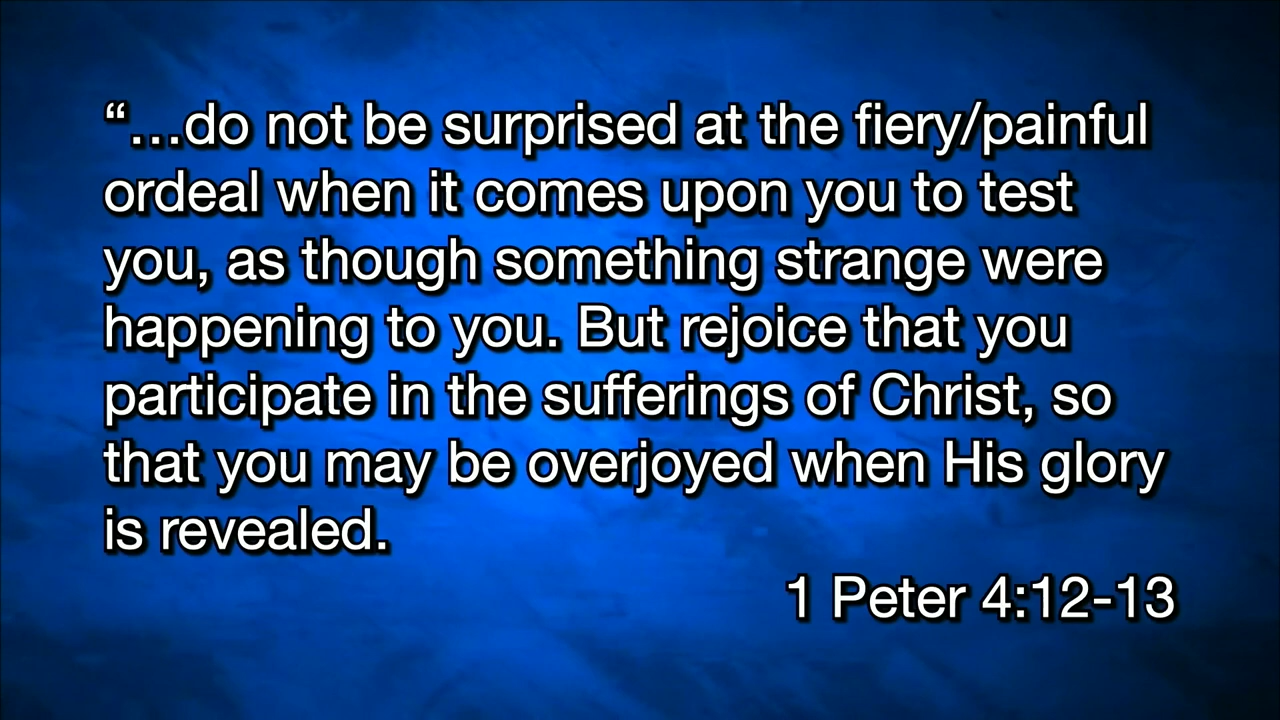 “…do not be surprised at the fiery/painful
ordeal when it comes upon you to test
you, as though something strange were
happening to you. But rejoice that you
participate in the sufferings of Christ, so
that you may be overjoyed when His glory
is revealed.
1 Peter 4:12-13